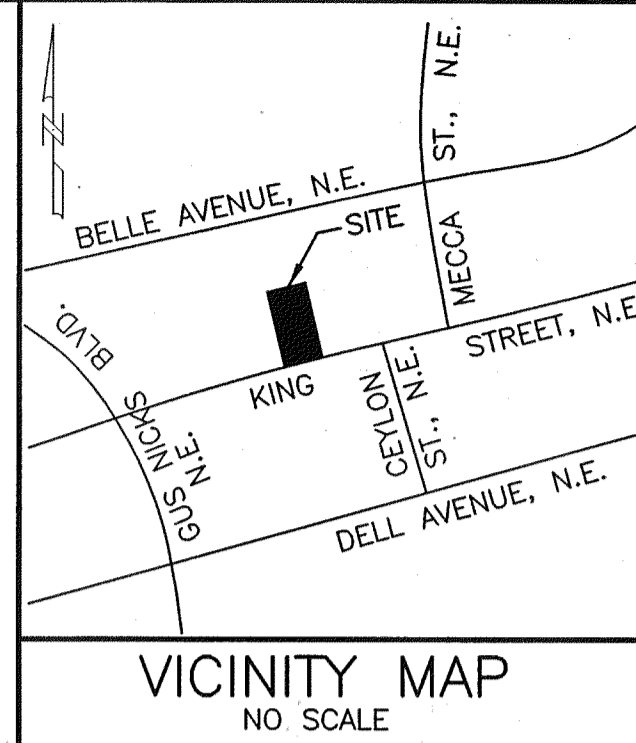 N
ST., N.E.
BELLE AVENUE, N.E.
SITE
MECCA
BLVD.
STREET, N.E.
KING
CEYLON
ST., N.E.
GUS NICKS
N.E.
DELL AVENUE, N.E.
VICINITY MAP
NO SCALE